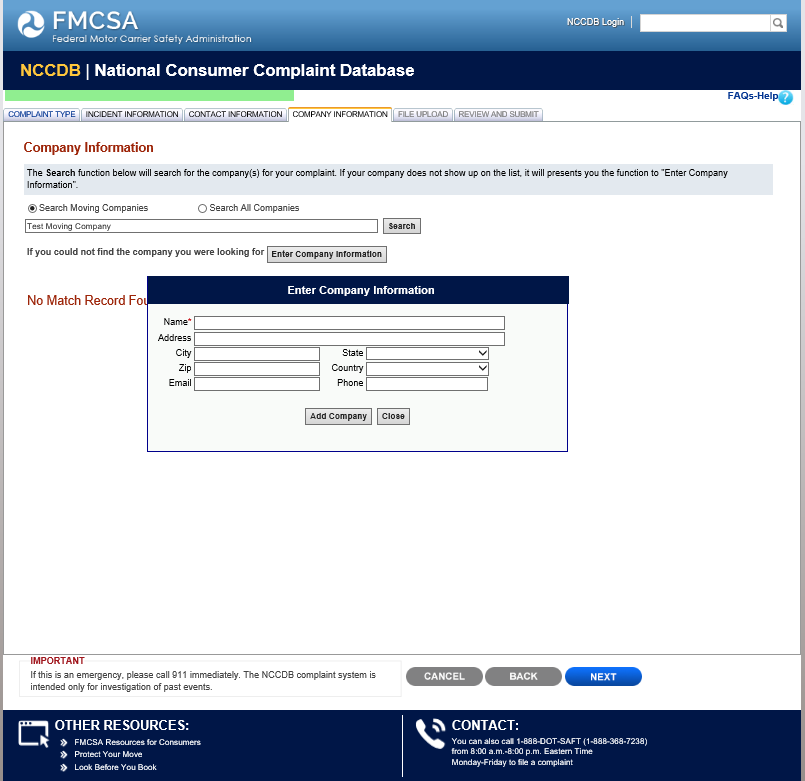 FMCSA
Federal Motor Carrier Safety Administration
NCCDB Login
NCCDB | National Consumer Complaint Database
FAQs-Help ?
COMPLAINT TYPE INCIDENT INFORMATION CONTACT INFORMATION COMPANY INFORMATION FILE UPLOAD REVIEW AND SUBMIT
Company Information
The Search function below will search for the company(s) for your complaint. If your company does not show up on the list, it will presents you the function to "Enter Company
Information".
Search Moving Companies Search All Companies
Test Moving Company Search
If you could not find the company you were looking for Enter Company Information
No Match Record Fou
Enter Company Information
Name*
Address
City State
Zip Country
Email Phone
Add Company Close
IMPORTANT
If this is an emergency, please call 911 immediately. The NCCDB complaint system is
intended only for investigation of past events.
CANCEL BACK NEXT
OTHER RESOURCES:
FMCSA Resources for Consumers
Protect Your Move
Look Before You Book
CONTACT:
You can also call 1-888-DOT-SAFT (1-888-368-7238)
from 8:00 a.m.-8:00 p.m. Eastern Time
Monday-Friday to file a complaint